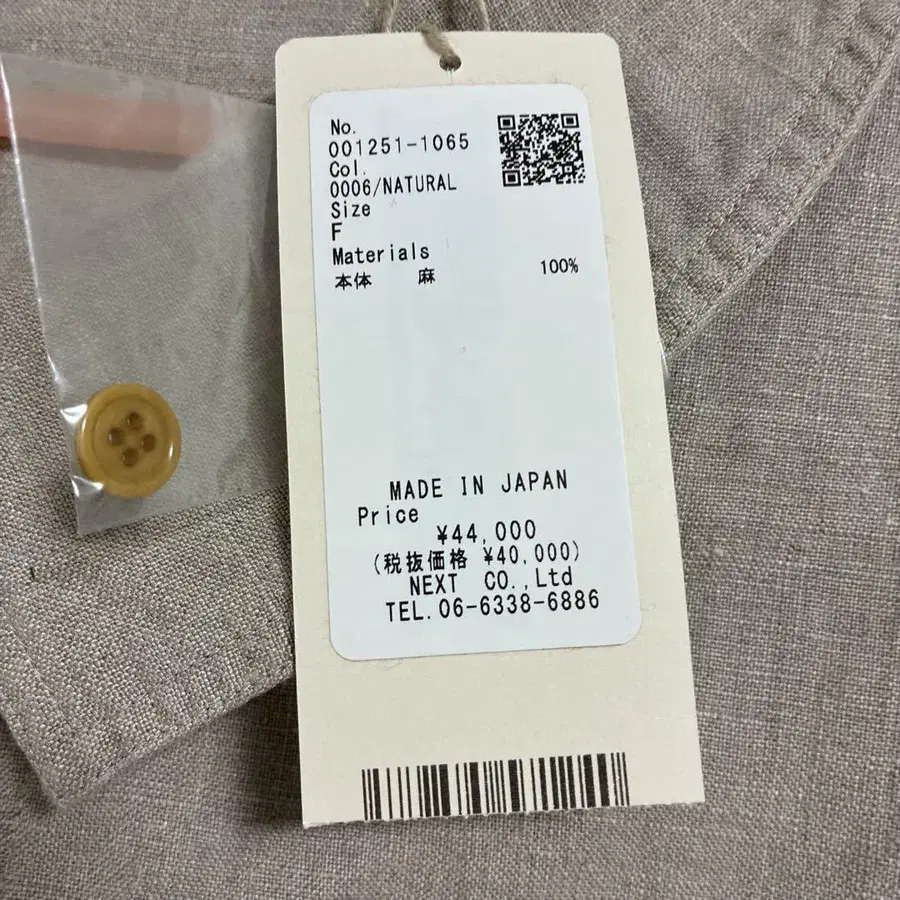 No.
001251-1065
Col.
0006/NATURAL
Size
F
Materials
本体 麻 100%
MADE IN JAPAN
Price
¥44,000
(税抜価格 ¥40,000)
NEXT CO.,Ltd
TEL.06-6338-6886